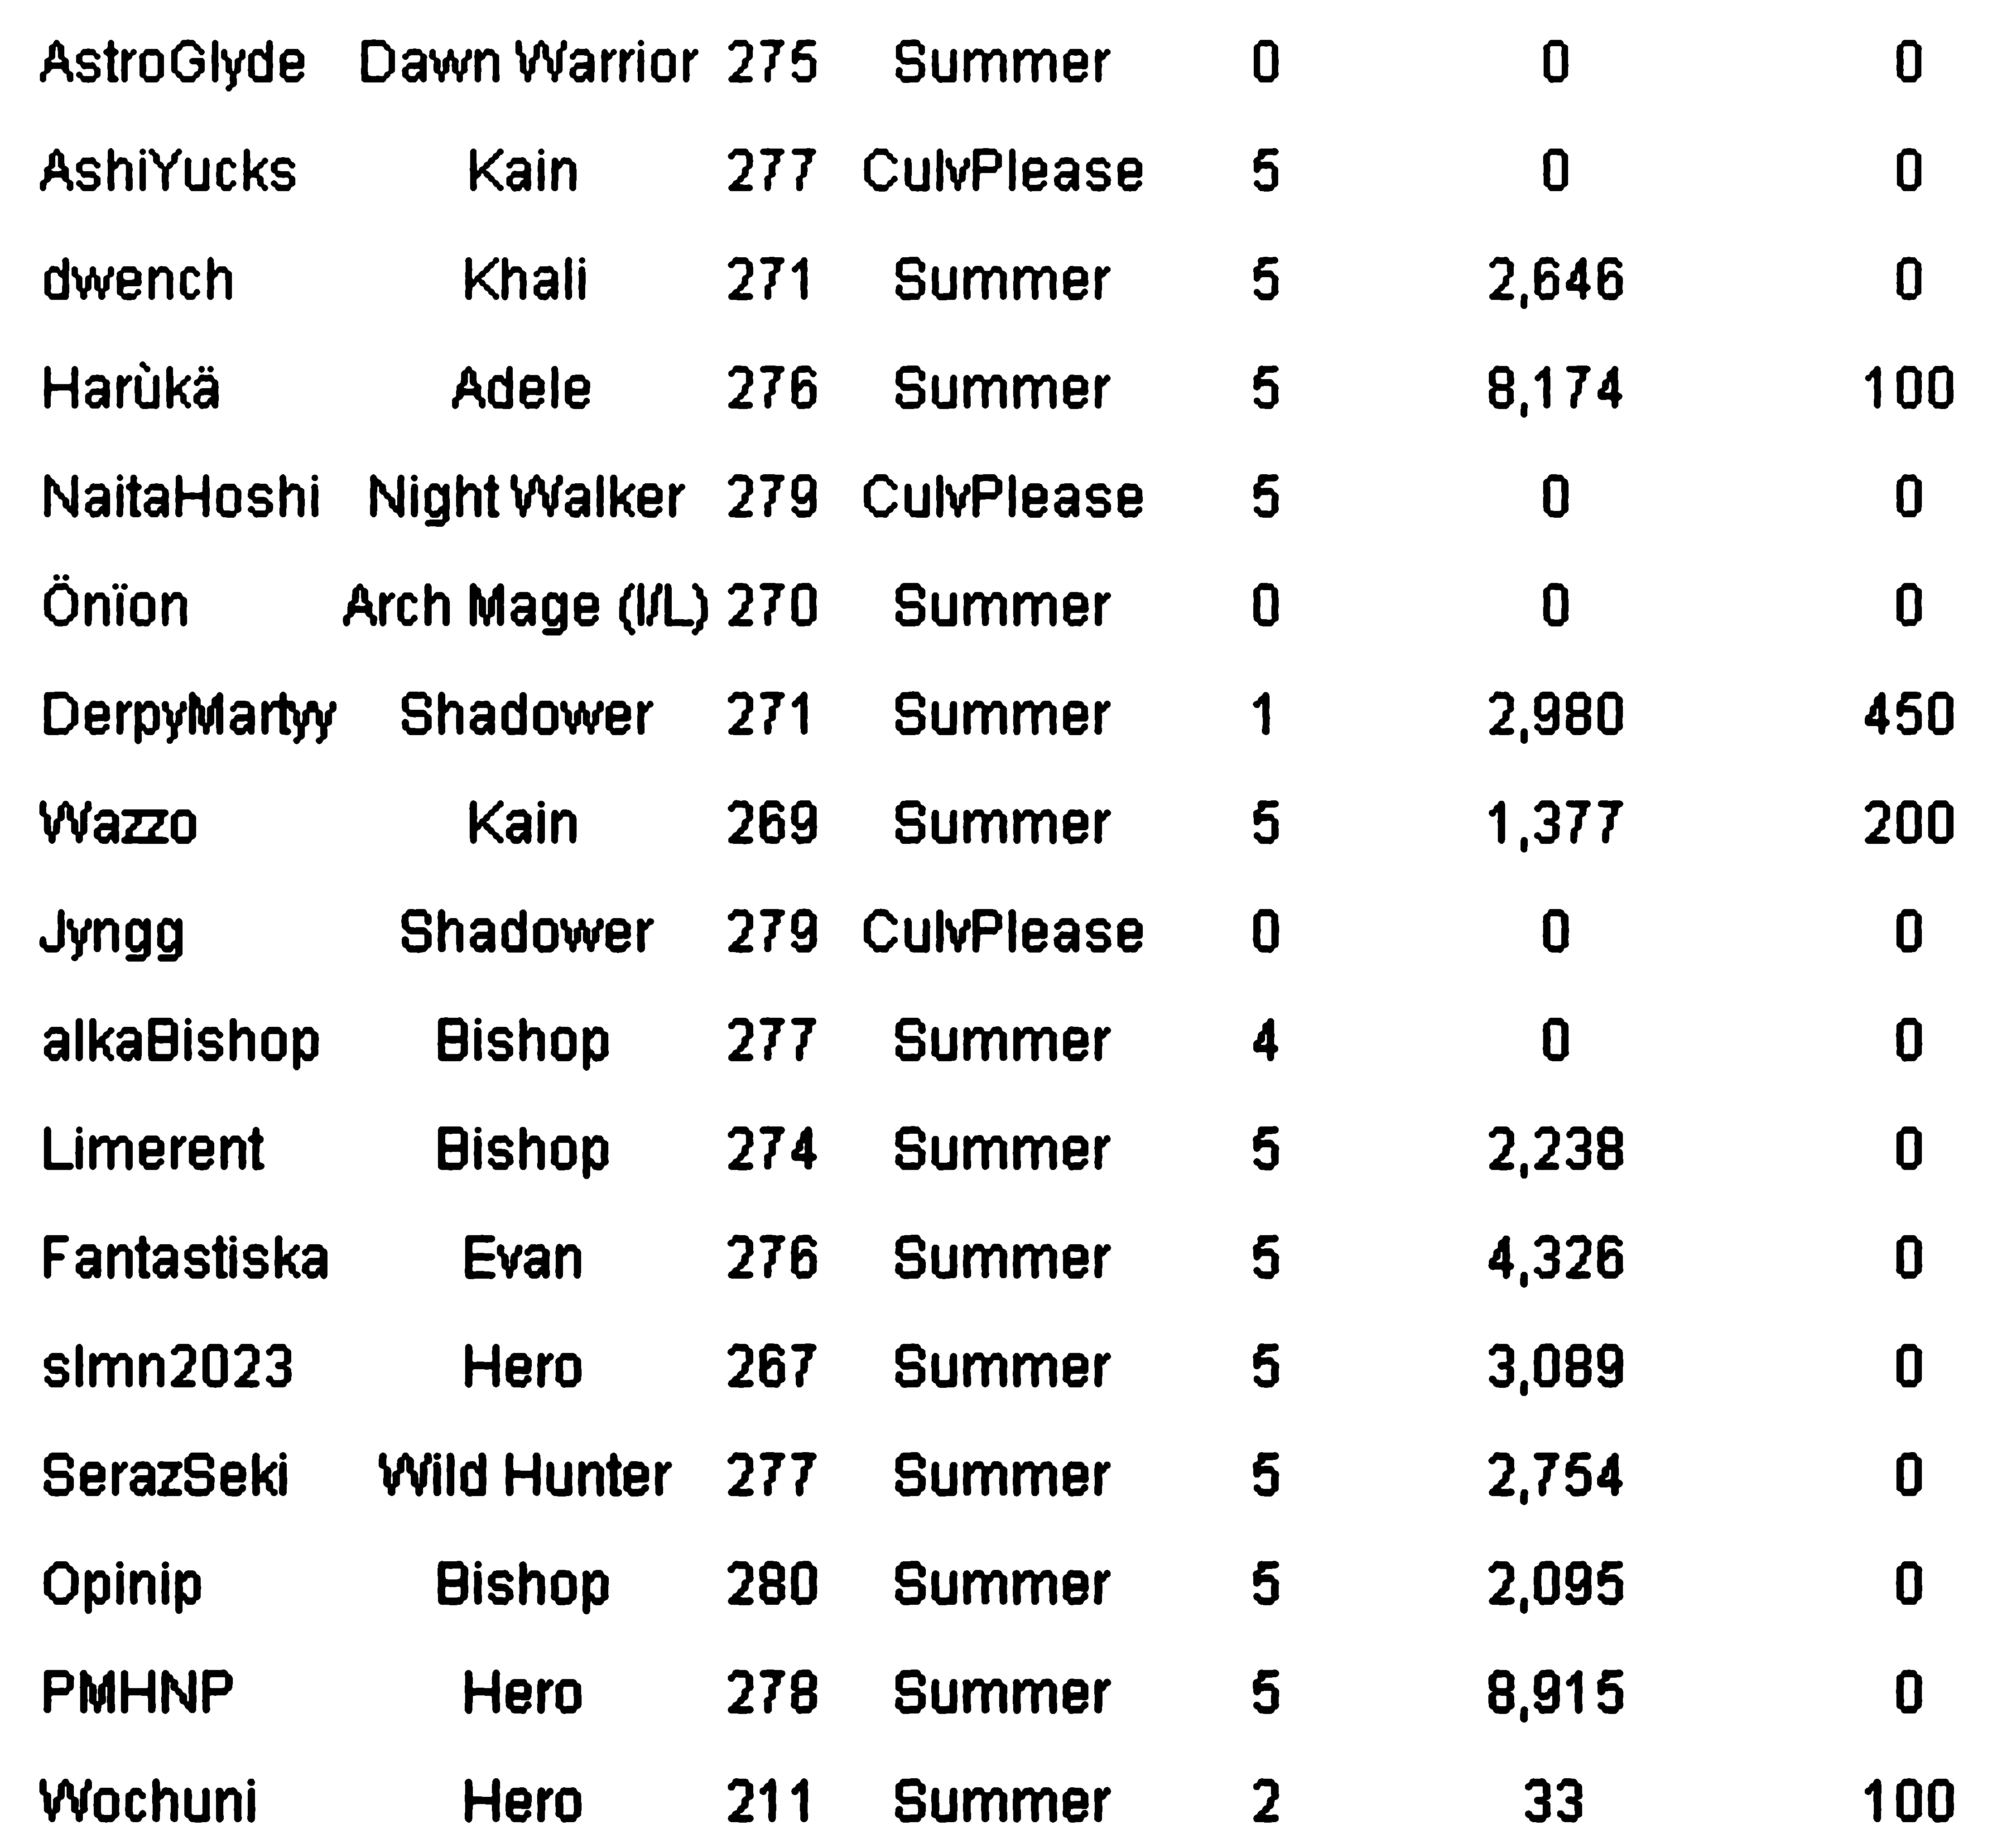 AstroGlyde Dawn Warrior 275 Summer 0 0 0
AshiYucks Kain 277 CulvPlease 5 0 0
dwench Khali 271 Summer 5 2,646 0
Harùkä Adele 276 Summer 5 8,174 100
NaitaHoshi Night Walker 279 CulvPlease 5 0 0
Önïon Arch Mage (I/L) 270 Summer 0 0 0
DerpyMartyy Shadower 271 Summer 1 2,980 450
Wazzo Kain 269 Summer 5 1,377 200
Jyngg Shadower 279 CulvPlease 0 0 0
alkaBishop Bishop 277 Summer 4 0 0
Limerent Bishop 274 Summer 5 2,238 0
Fantastiska Evan 276 Summer 5 4,326 0
slmn2023 Hero 267 Summer 5 3,089 0
SerazSeki Wild Hunter 277 Summer 5 2,754 0
Opinip Bishop 280 Summer 5 2,095 0
PMHNP Hero 278 Summer 5 8,915 0
Wochuni Hero 211 Summer 2 33 100